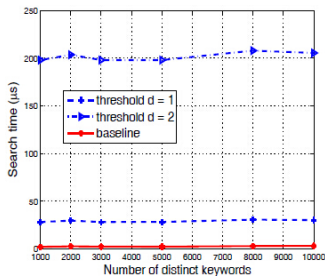 250
200
150
100
50
0
Search time (μs)
threshold d = 1
threshold d = 2
baseline
1000 2000 3000 4000 5000 6000 7000 8000 9000 10000
Number of distinct keywords